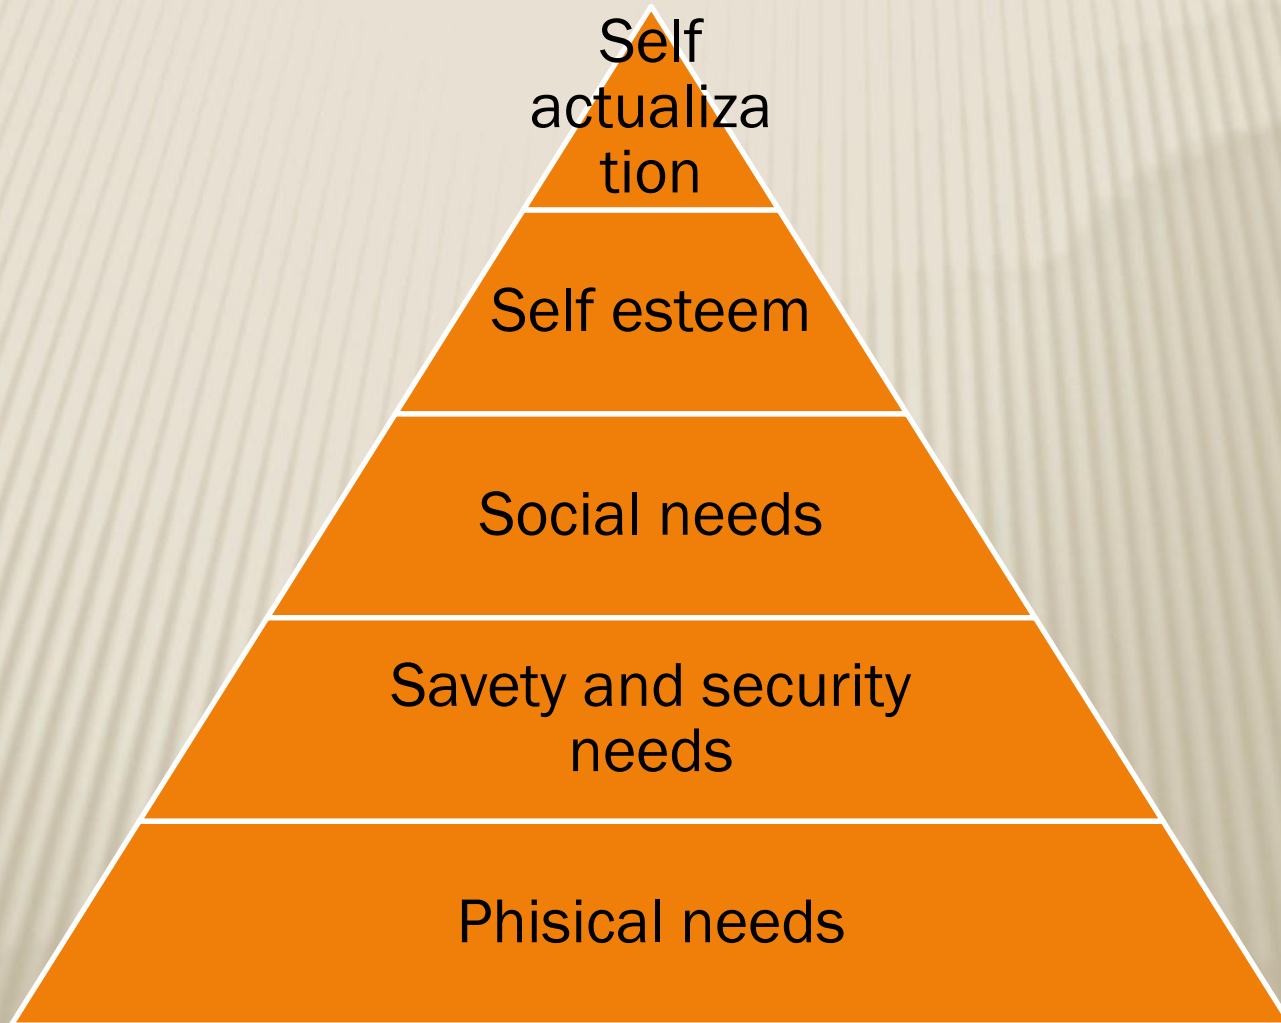 Self
actualiza
tion
Self esteem
Social needs
Savety and security
needs
Phisical needs